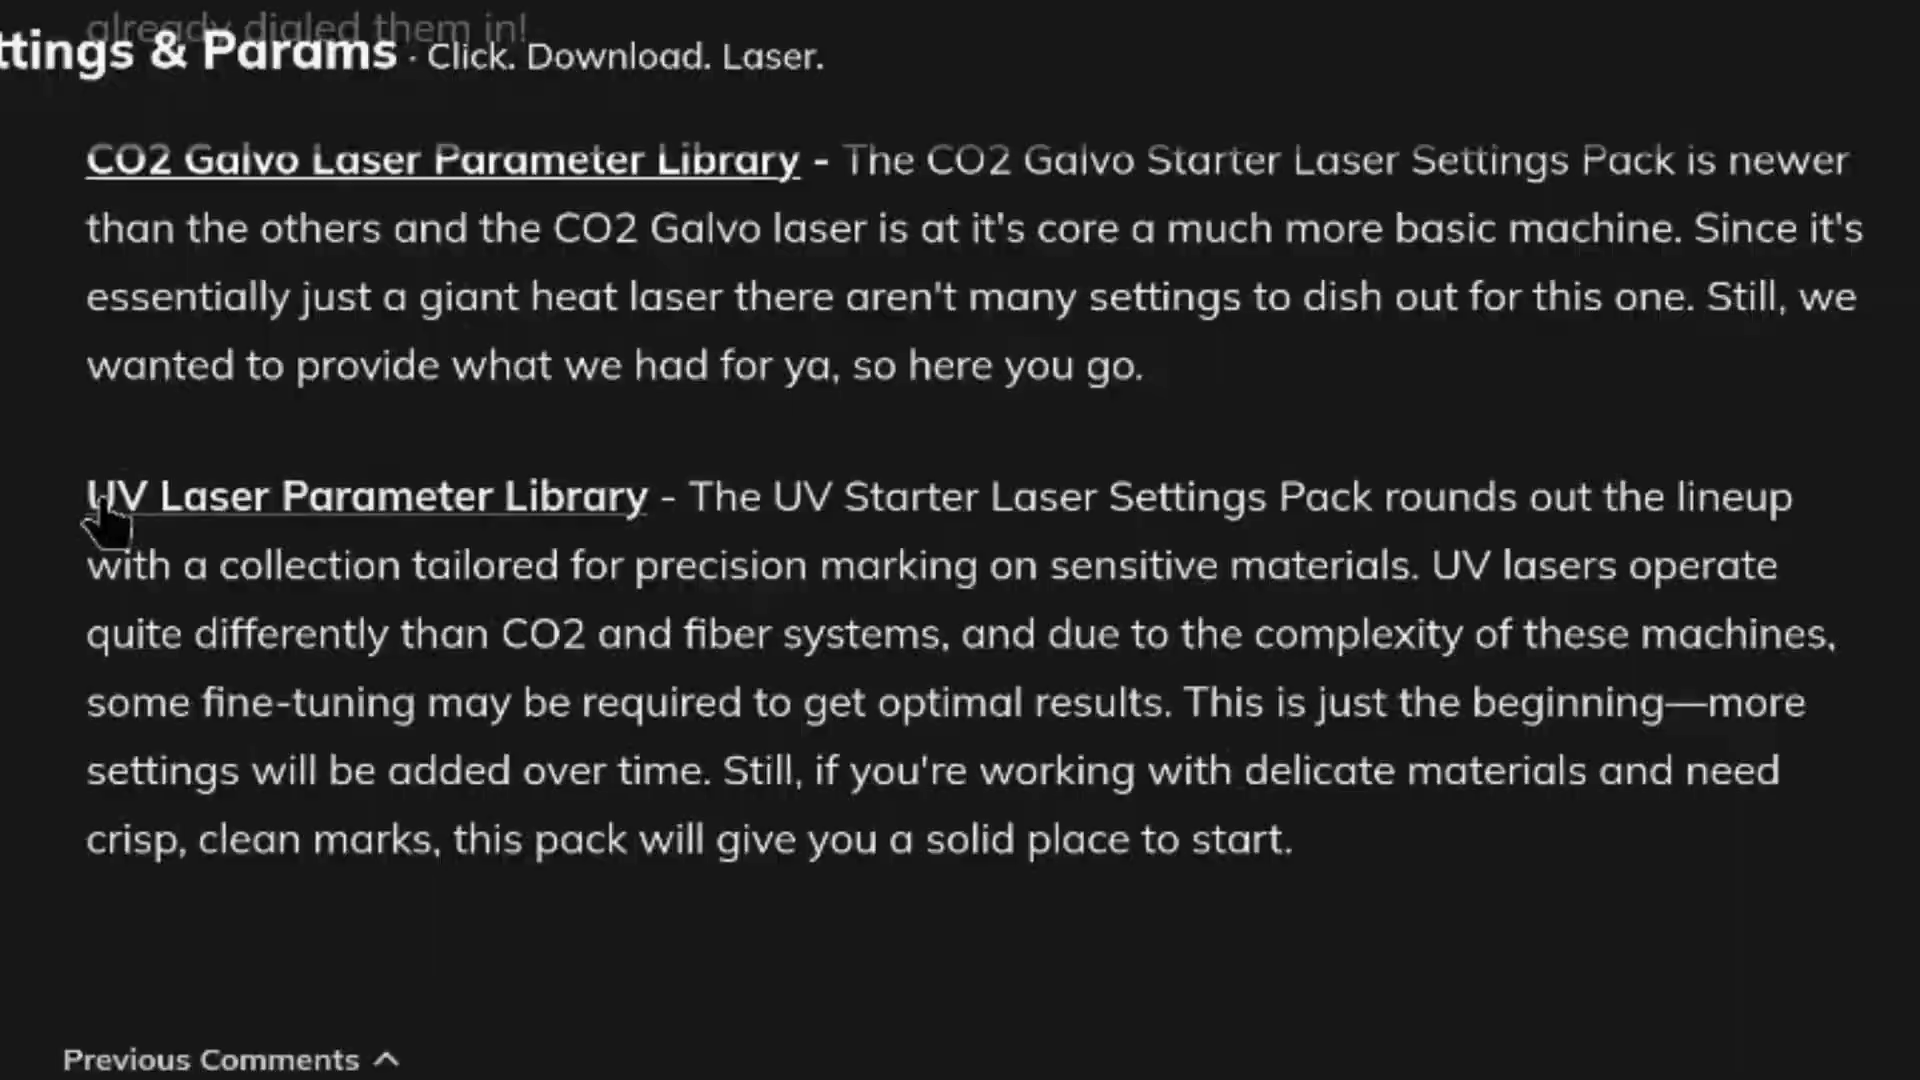 already dialed them in!
ttings & Params · Click. Download. Laser.
CO2 Galvo Laser Parameter Library - The CO2 Galvo Starter Laser Settings Pack is newer
than the others and the CO2 Galvo laser is at it's core a much more basic machine. Since it's
essentially just a giant heat laser there aren't many settings to dish out for this one. Still, we
wanted to provide what we had for ya, so here you go.
UV Laser Parameter Library - The UV Starter Laser Settings Pack rounds out the lineup
with a collection tailored for precision marking on sensitive materials. UV lasers operate
quite differently than CO2 and fiber systems, and due to the complexity of these machines,
some fine-tuning may be required to get optimal results. This is just the beginning—more
settings will be added over time. Still, if you're working with delicate materials and need
crisp, clean marks, this pack will give you a solid place to start.
Previous Comments